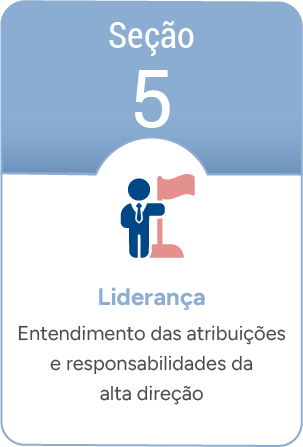 Seção
5
Liderança
Entendimento das atribuições
e responsabilidades da
alta direção